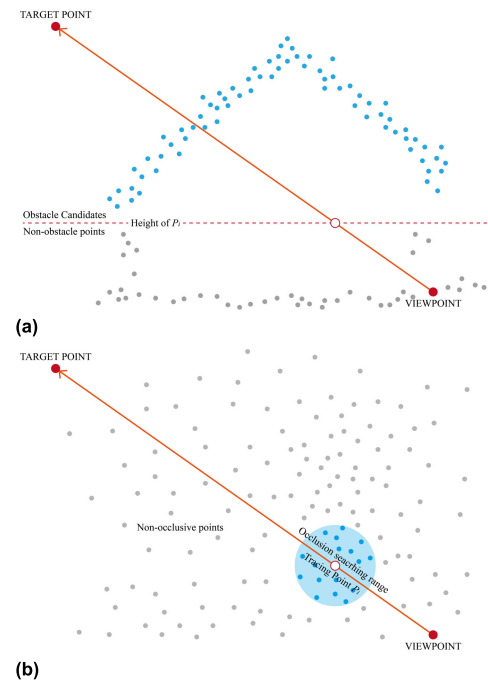 TARGET POINT
Obstacle Candidates
Height of Pᵢ
Non-obstacle points
VIEWPOINT
(a)
TARGET POINT
Non-occlusive points
Occlusion seacrhing range
Tracing Point Pᵢ
VIEWPOINT
(b)